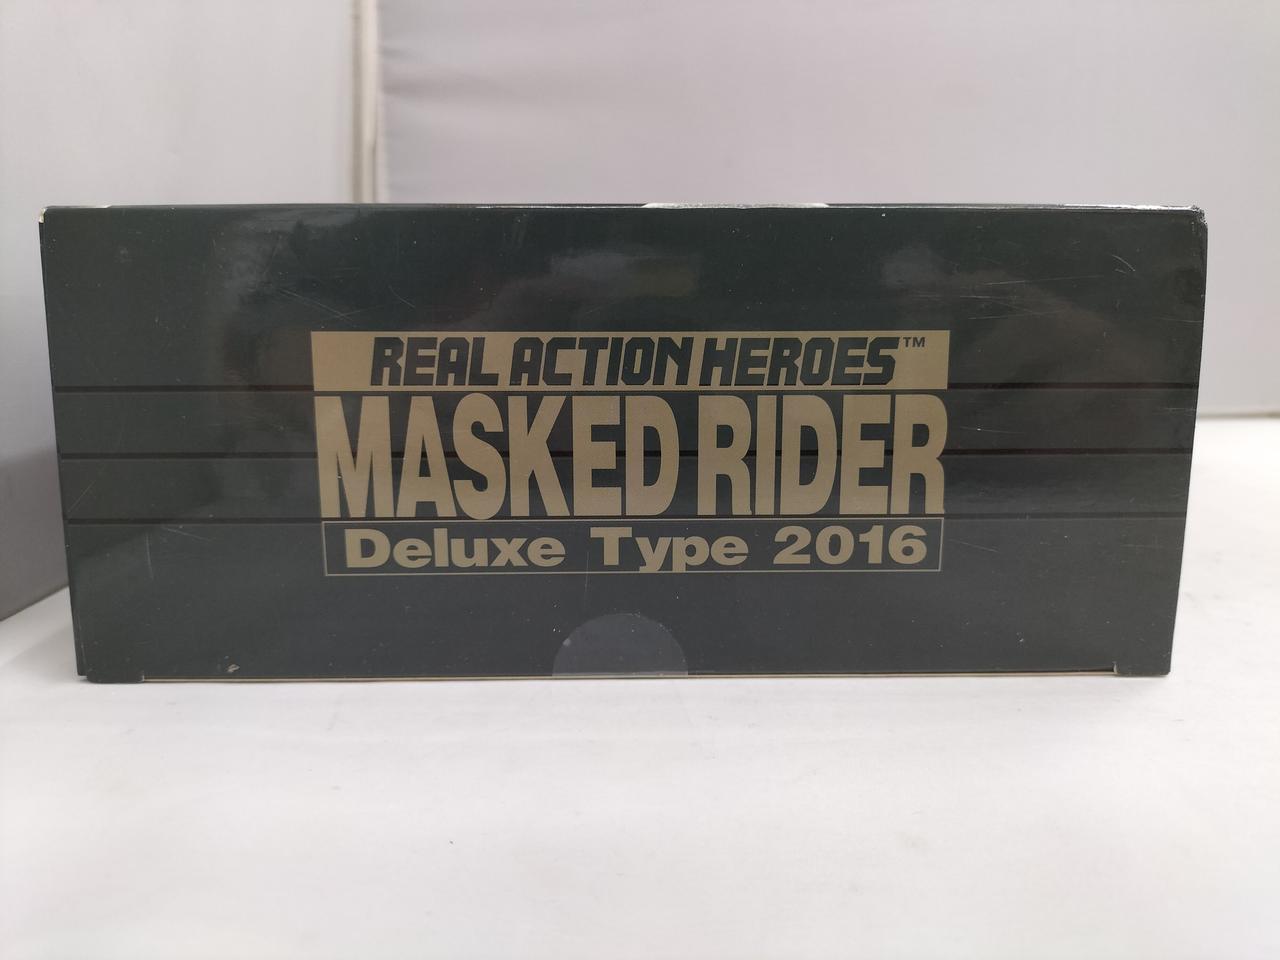 REAL ACTION HEROES™
MASKED RIDER
Deluxe Type 2016